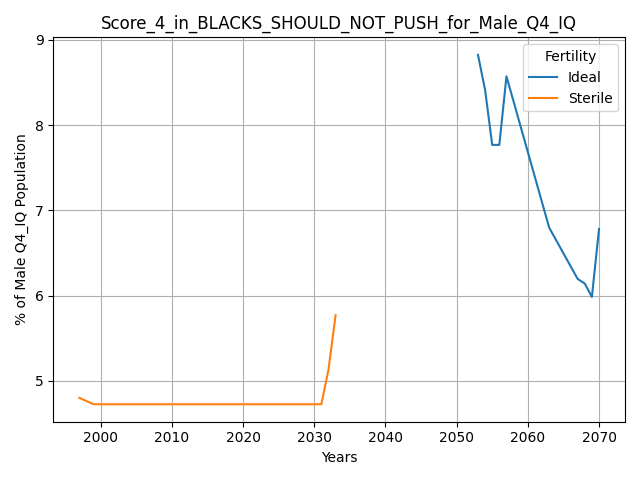 Score_4_in_BLACKS_SHOULD_NOT_PUSH_for_Male_Q4_IQ
9
8
7
6
5
% of Male Q4_IQ Population
Fertility
Ideal
Sterile
2000 2010 2020 2030 2040 2050 2060 2070
Years